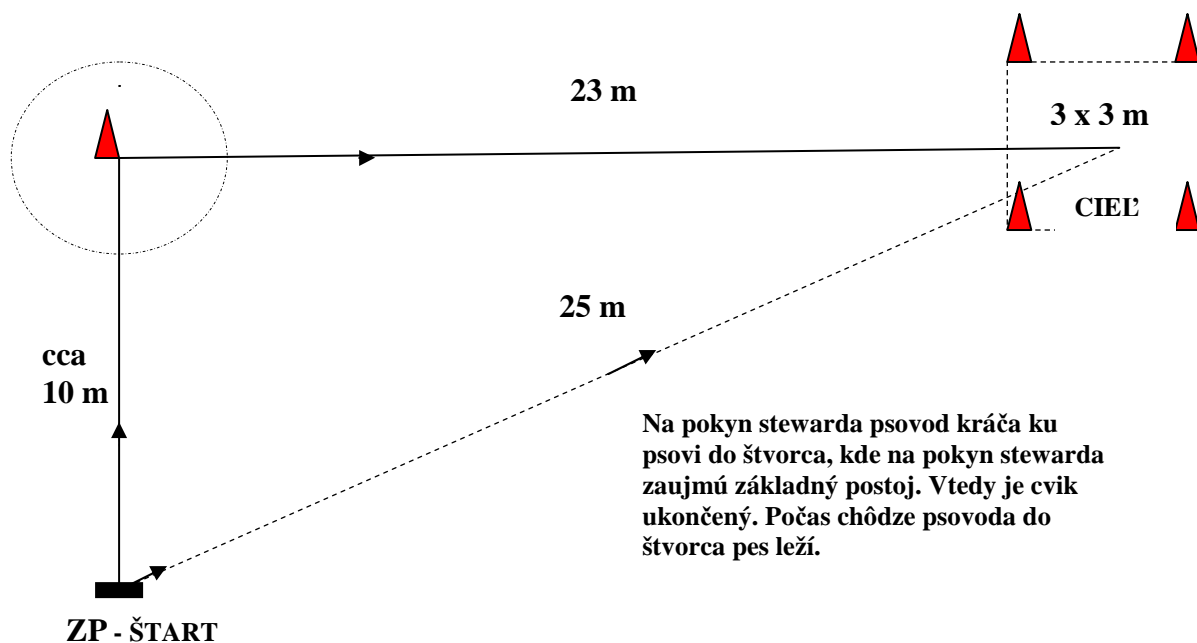 23 m
3 x 3 m
CIEĽ
25 m
cca
10 m
Na pokyn stewarda psovod kráča ku
psovi do štvorca, kde na pokyn stewarda
zaujmú základný postoj. Vtedy je cvik
ukončený. Počas chôdze psovoda do
štvorca pes leží.
ZP - ŠTART